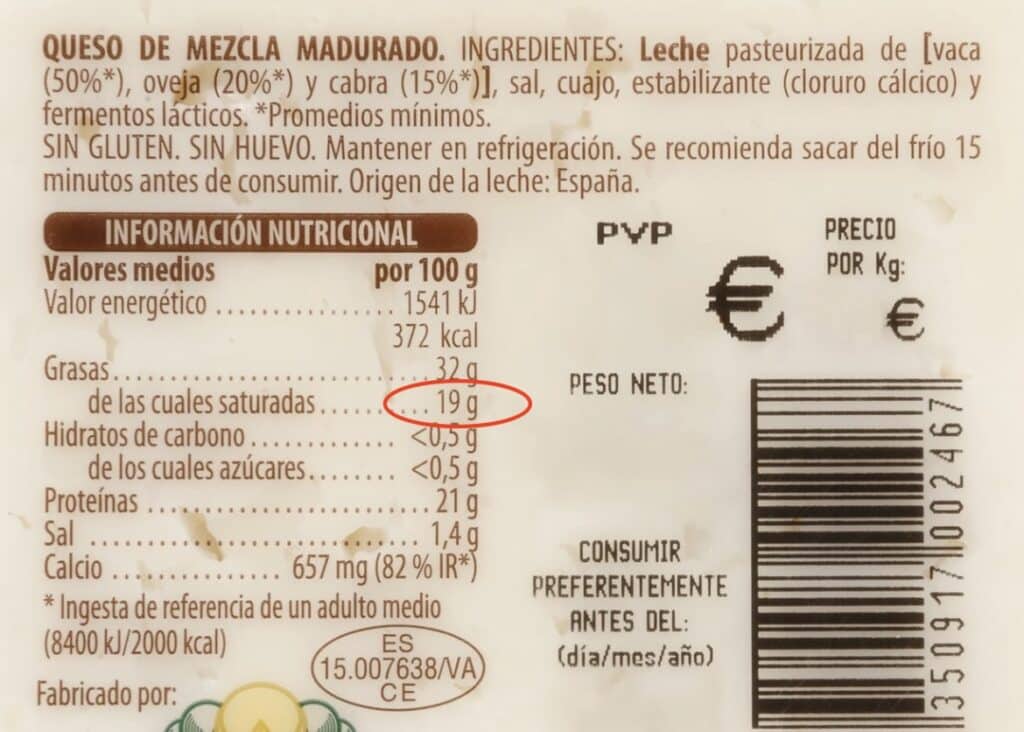 QUESO DE MEZCLA MADURADO. INGREDIENTES: Leche pasteurizada de [vaca
(50%*), oveja (20%*) y cabra (15%*)], sal, cuajo, estabilizante (cloruro cálcico) y
fermentos lácticos. *Promedios mínimos.
SIN GLUTEN. SIN HUEVO. Mantener en refrigeración. Se recomienda sacar del frío 15
minutos antes de consumir. Origen de la leche: España.
INFORMACIÓN NUTRICIONAL
Valores medios por 100 g
Valor energético ................ 1541 kJ
372 kcal
Grasas............................ 32 g
de las cuales saturadas.......... 19 g
Hidratos de carbono ............. <0,5 g
de los cuales azúcares........ <0,5 g
Proteínas ......................... 21 g
Sal .............................. 1,4 g
Calcio .............. 657 mg (82 % IR*)
* Ingesta de referencia de un adulto medio
(8400 kJ/2000 kcal)
Fabricado por:
ES
15.007638/VA
CE
PVP
€
PRECIO
POR Kg:
€
PESO NETO:
CONSUMIR
PREFERENTEMENTE
ANTES DEL:
(día/mes/año)
3509170024​67